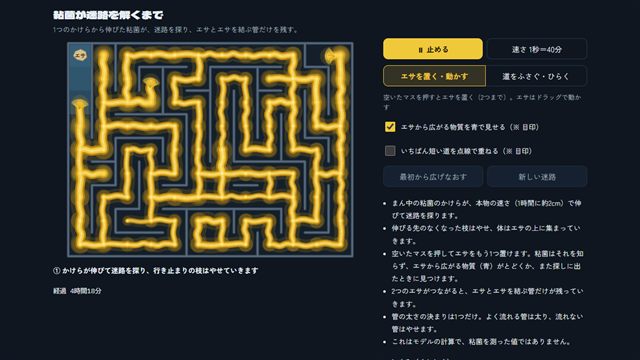 粘菌が迷路を解くまで
1つのかけらから伸びた粘菌が、迷路を探り、エサとエサを結ぶ管だけを残す。
エサ
⏸ 止める
速さ 1秒＝40分
エサを置く・動かす
道をふさぐ・ひらく
空いたマスを押すとエサを置く（2つまで）。エサはドラッグで動か
す
エサから広がる物質を青で見せる（※ 目印）
いちばん短い道を点線で重ねる（※ 目印）
最初から広げなおす
新しい迷路
・まん中の粘菌のかけらが、本物の速さ（1時間に約2cm）で伸
びて迷路を探ります。
・伸びる先のなくなった枝はやせ、体はエサの上に集まってい
きます。
・空いたマスを押してエサをもう1つ置けます。粘菌はそれを知
らず、エサから広がる物質（青）がとどくか、また探しに出
たときに見つけます。
・2つのエサがつながると、エサとエサを結ぶ管だけが残ってい
きます。
・管の太さの決まりは1つだけ。よく流れる管は太り、流れない
管はやせます。
・これはモデルの計算で、粘菌を測った値ではありません。
① かけらが伸びて迷路を探り、行き止まりの枝はやせていきます
経過 4時間18分